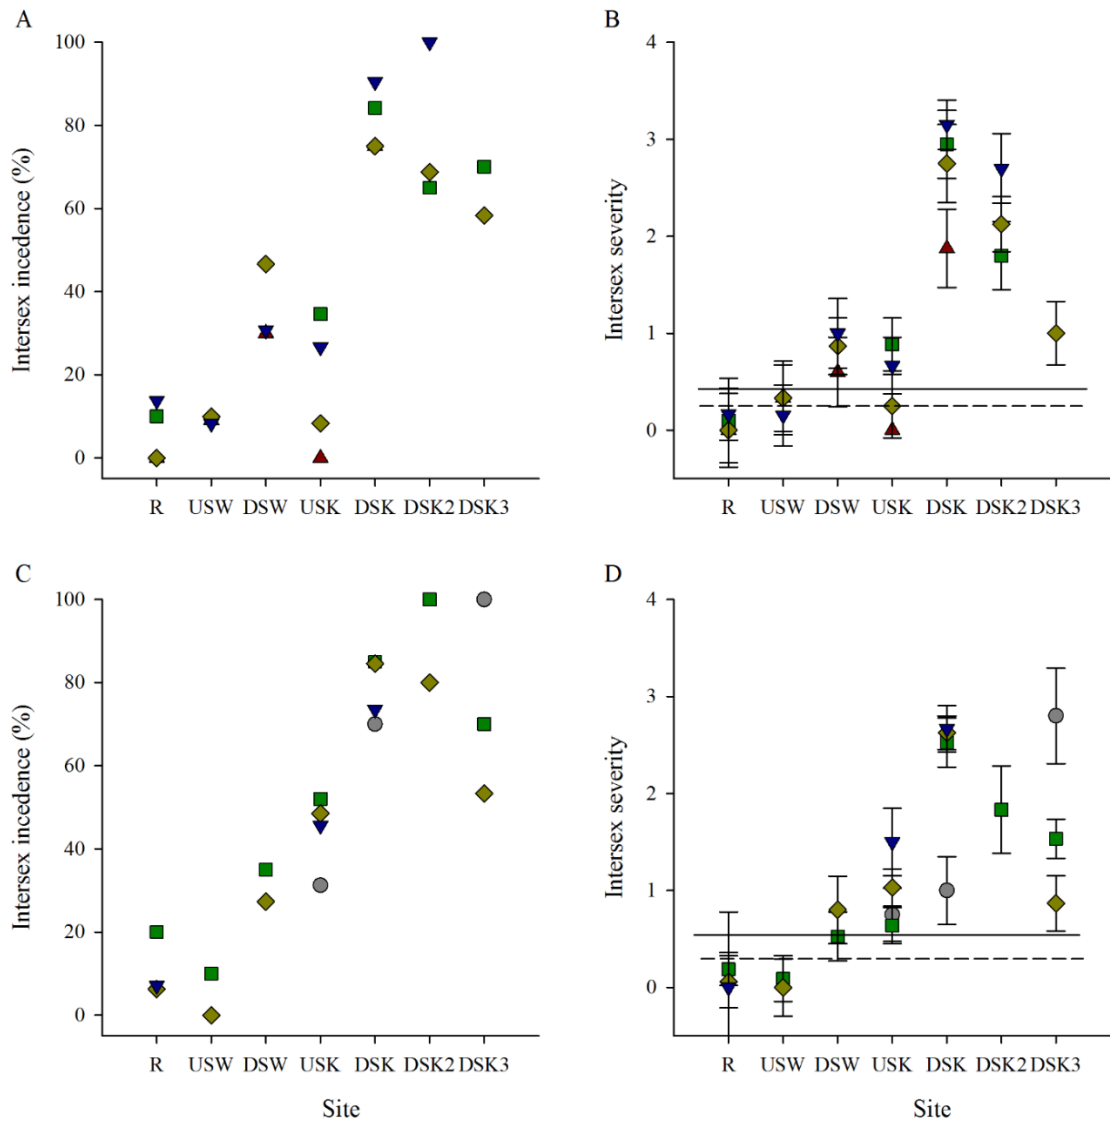 A
B
Intersex incedence (%)
100
80
60
40
20
0
R USW DSW USK DSK DSK2 DSK3
Intersex severity
4
3
2
1
0
R USW DSW USK DSK DSK2 DSK3
C
D
Intersex incedence (%)
100
80
60
40
20
0
R USW DSW USK DSK DSK2 DSK3
Site
Intersex severity
4
3
2
1
0
R USW DSW USK DSK DSK2 DSK3
Site